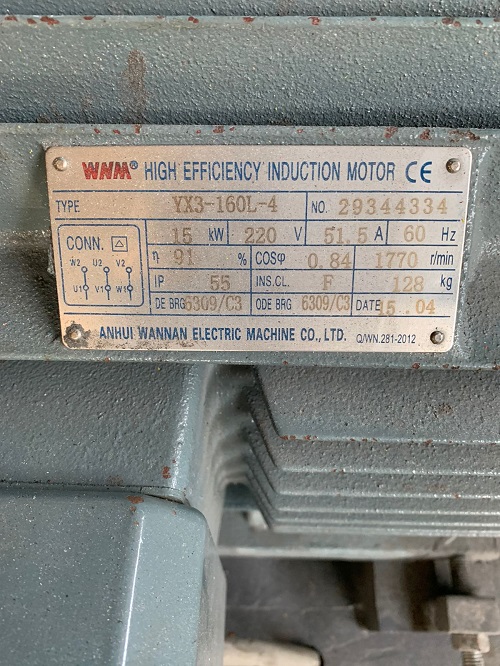 WNM® HIGH EFFICIENCY INDUCTION MOTOR CE
TYPE YX3-160L-4 NO. 29344334
15 kW 220 V 51.5 A 60 Hz
CONN. △
η 91 % COSφ 0.84 1770 r/min
W2 U2 V2
U1 V1 W1
IP 55 INS.CL. F 128 kg
DE BRG 6309/C3 ODE BRG 6309/C3 DATE 15..04
ANHUI WANNAN ELECTRIC MACHINE CO., LTD. Q/WN.281-2012